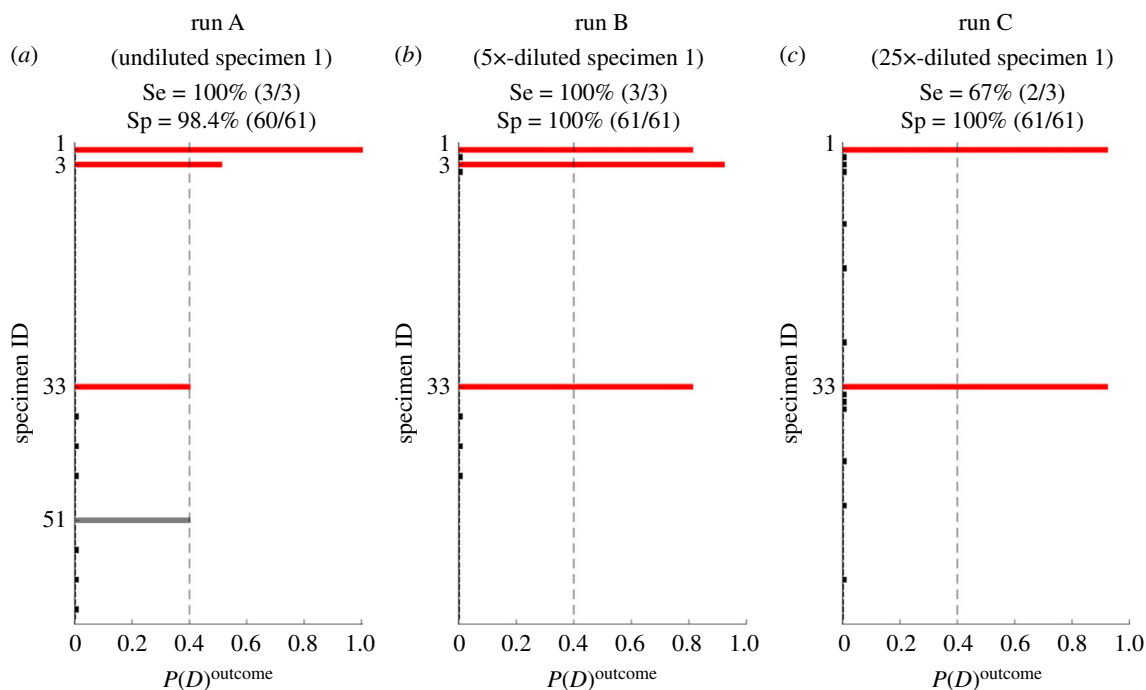 run A
(a) (undiluted specimen 1)
Se = 100% (3/3)
Sp = 98.4% (60/61)
1
3
33
51
specimen ID
0 0.2 0.4 0.6 0.8 1.0
P(D)^outcome
run B
(b) (5×-diluted specimen 1)
Se = 100% (3/3)
Sp = 100% (61/61)
1
3
33
specimen ID
0 0.2 0.4 0.6 0.8 1.0
P(D)^outcome
run C
(c) (25×-diluted specimen 1)
Se = 67% (2/3)
Sp = 100% (61/61)
1
33
specimen ID
0 0.2 0.4 0.6 0.8 1.0
P(D)^outcome